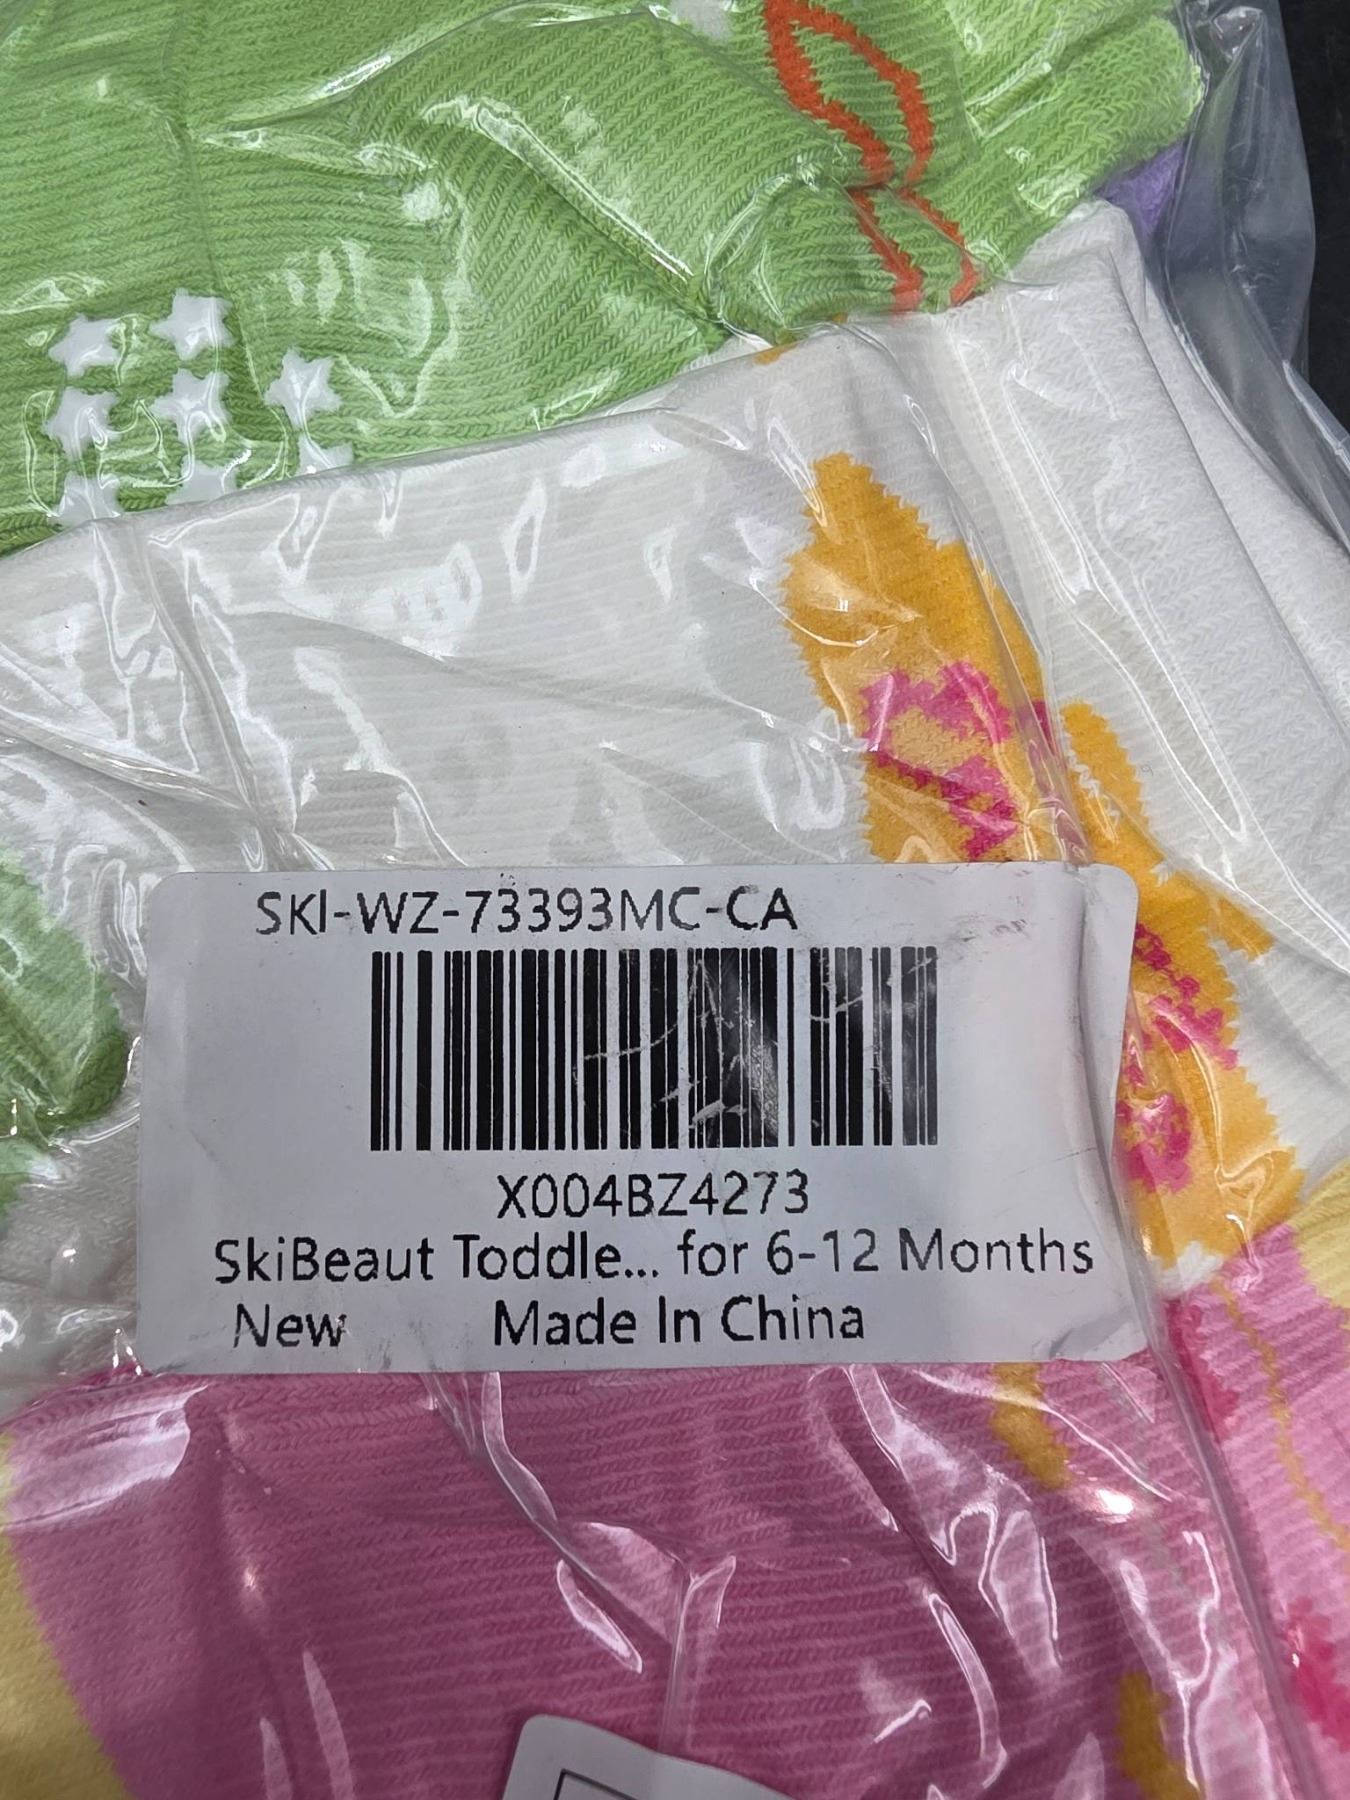 SKI-WZ-73393MC-CA
X004BZ4273
SkiBeaut Toddle... for 6-12 Months
New Made In China